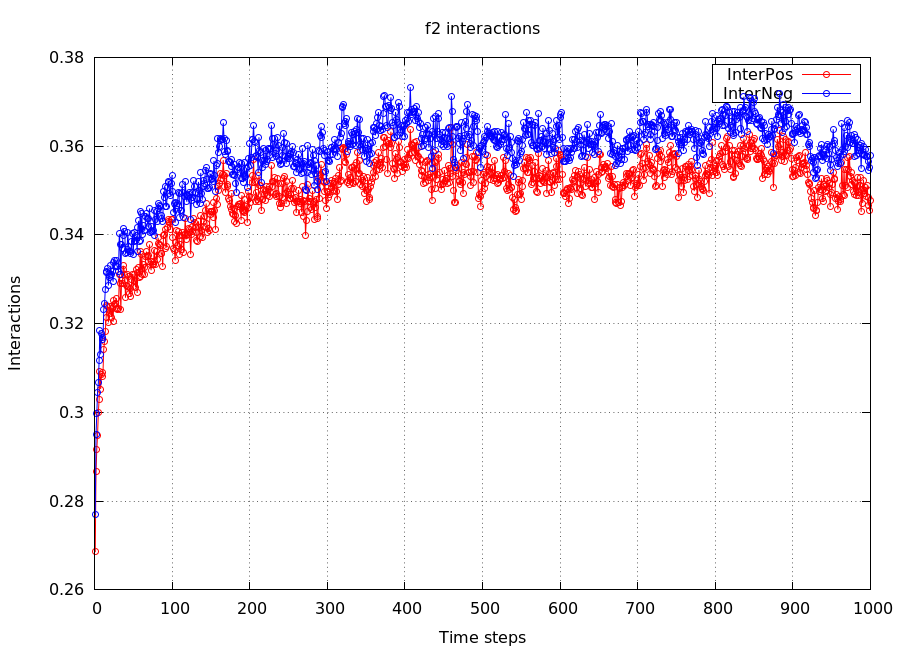 f2 interactions
0.38
0.36
0.34
0.32
0.3
0.28
0.26
InterPos
InterNeg
Interactions
0 100 200 300 400 500 600 700 800 900 1000
Time steps